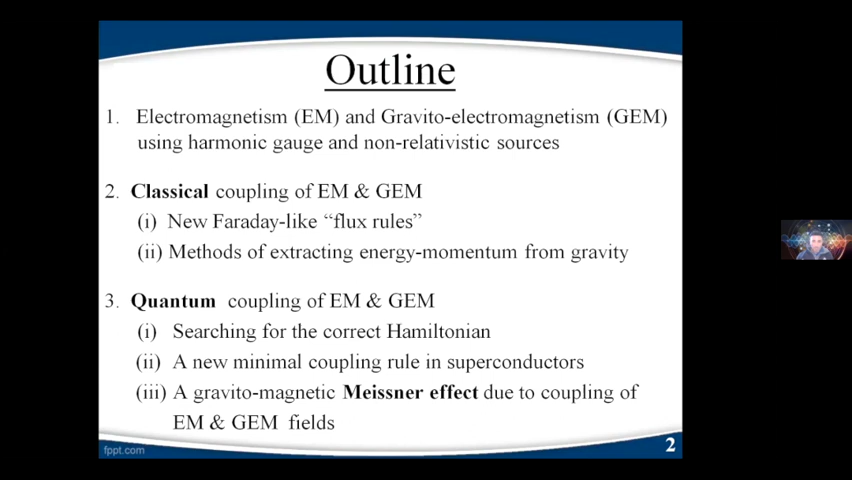 Outline
1. Electromagnetism (EM) and Gravito-electromagnetism (GEM)
using harmonic gauge and non-relativistic sources
2. Classical coupling of EM & GEM
(i) New Faraday-like “flux rules”
(ii) Methods of extracting energy-momentum from gravity
3. Quantum coupling of EM & GEM
(i) Searching for the correct Hamiltonian
(ii) A new minimal coupling rule in superconductors
(iii) A gravito-magnetic Meissner effect due to coupling of
EM & GEM fields
fppt.com
2